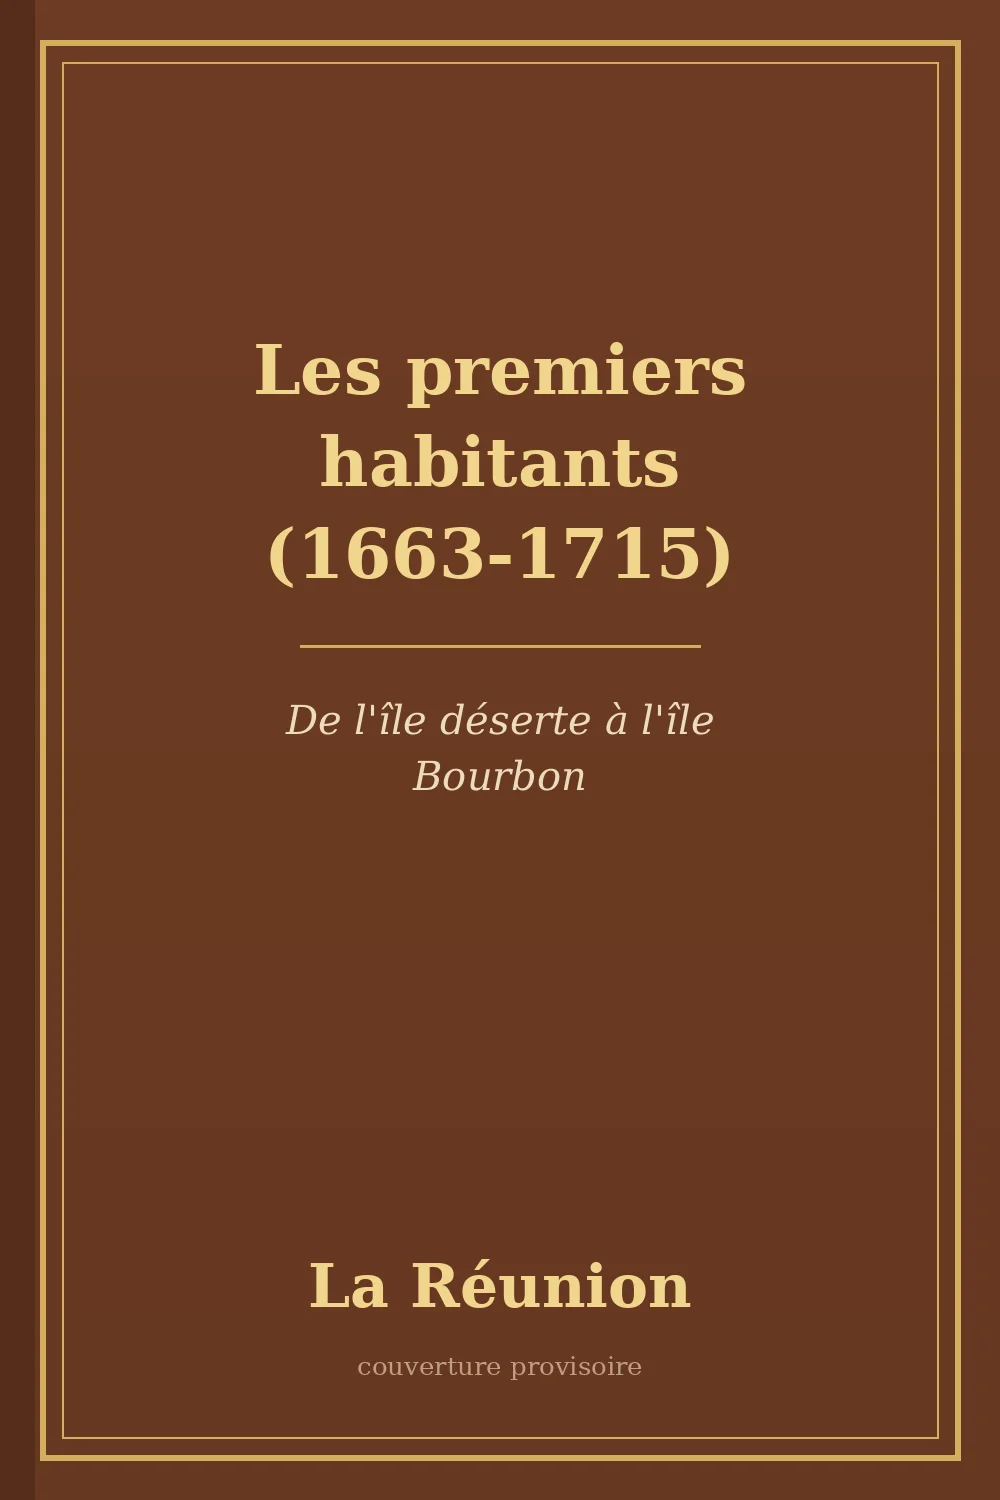 Les premiers
habitants
(1663-1715)
De l'île déserte à l'île
Bourbon
La Réunion
couverture provisoire